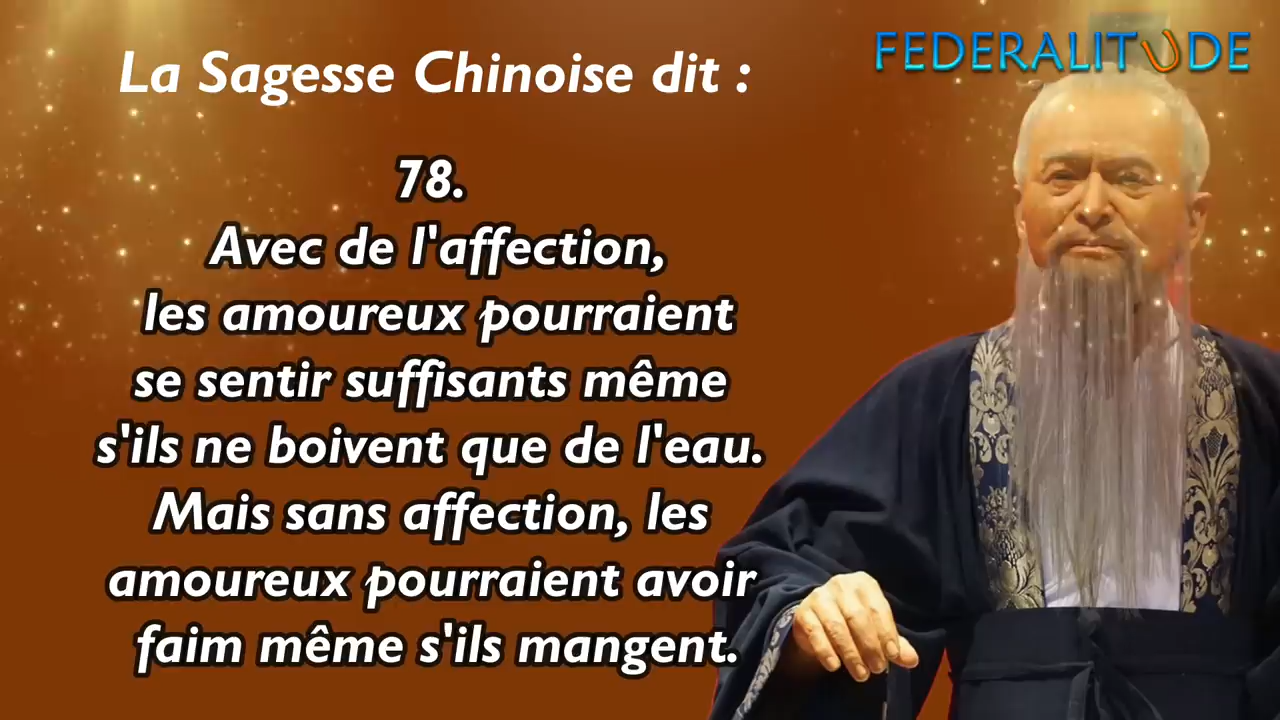 La Sagesse Chinoise dit :
FEDERALITUDE
78.
Avec de l'affection,
les amoureux pourraient
se sentir suffisants même
s'ils ne boivent que de l'eau.
Mais sans affection, les
amoureux pourraient avoir
faim même s'ils mangent.